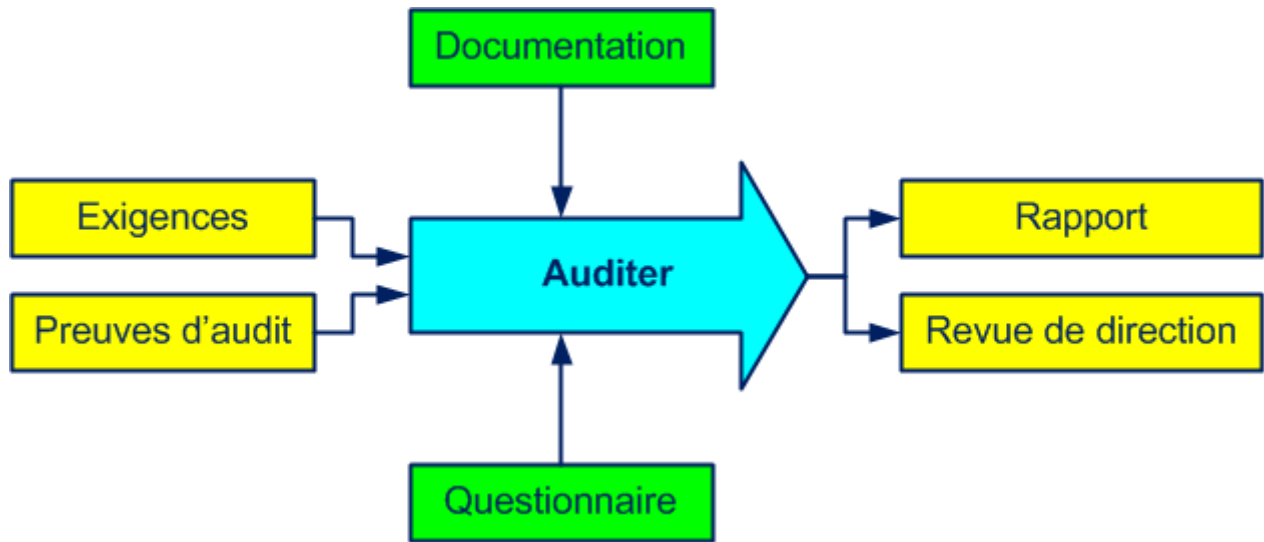 Documentation
Exigences
Rapport
Auditer
Preuves d’audit
Revue de direction
Questionnaire